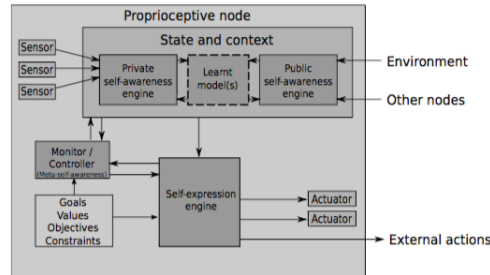 Proprioceptive node
State and context
Sensor
Sensor
Sensor
Private
self-awareness
engine
Learnt
model(s)
Public
self-awareness
engine
Environment
Other nodes
Monitor /
Controller
(Meta-self-awareness)
Goals
Values
Objectives
Constraints
Self-expression
engine
Actuator
Actuator
External actions